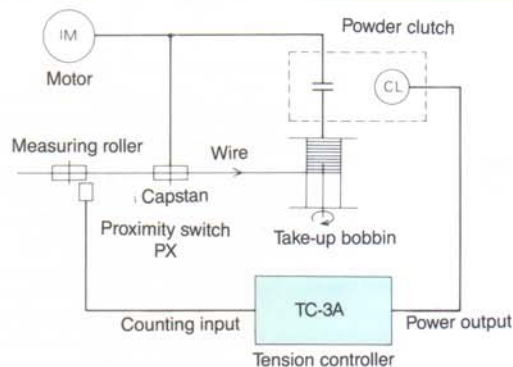 IM
Motor
Powder clutch
CL
Measuring roller
Wire
Capstan
Proximity switch
PX
Take-up bobbin
TC-3A
Counting input
Power output
Tension controller